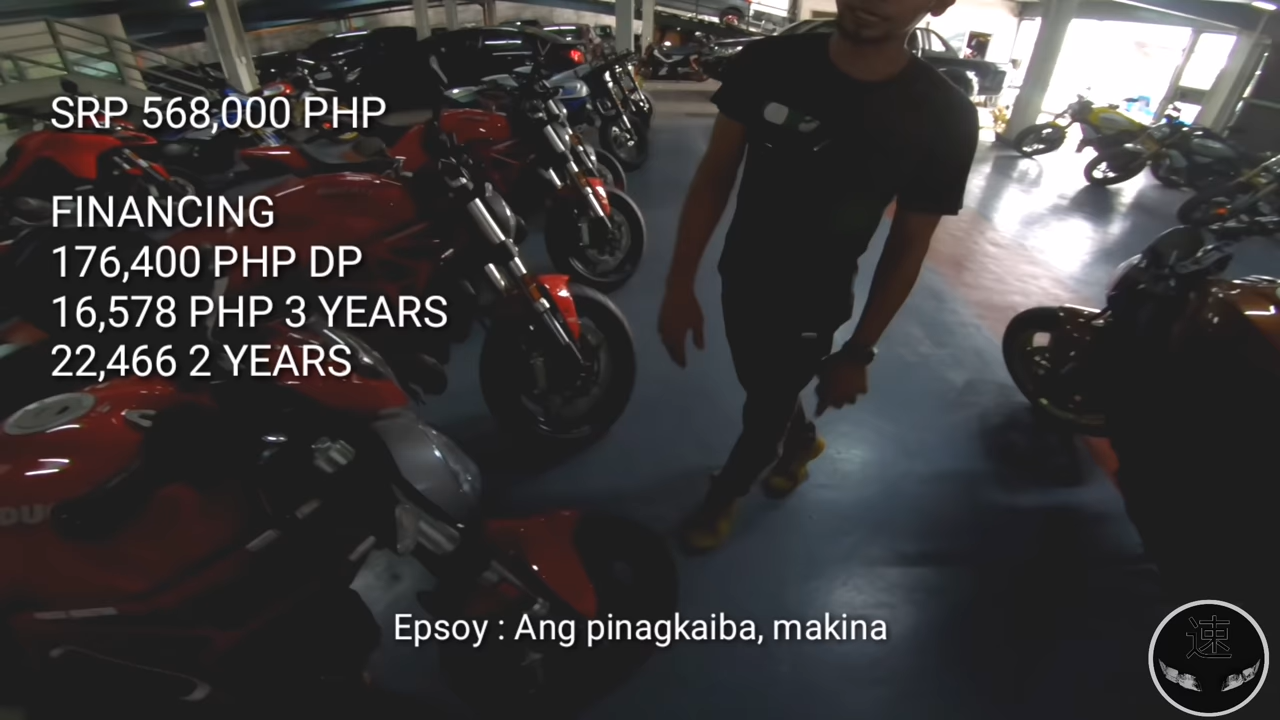 SRP 568,000 PHP
FINANCING
176,400 PHP DP
16,578 PHP 3 YEARS
22,466 2 YEARS
Epsoy : Ang pinagkaiba, makina
速